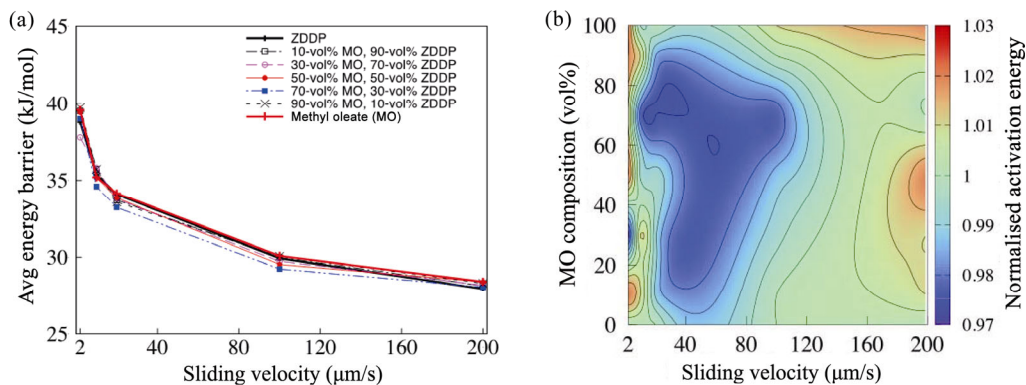 (a)
45
40
35
30
25
Avg energy barrier (kJ/mol)
ZDDP
10-vol% MO, 90-vol% ZDDP
30-vol% MO, 70-vol% ZDDP
50-vol% MO, 50-vol% ZDDP
70-vol% MO, 30-vol% ZDDP
90-vol% MO, 10-vol% ZDDP
Methyl oleate (MO)
2 40 80 120 160 200
Sliding velocity (μm/s)
(b)
100
80
60
40
20
0
MO composition (vol%)
2 40 80 120 160 200
Sliding velocity (μm/s)
1.03
1.02
1.01
1
0.99
0.98
0.97
Normalised activation energy